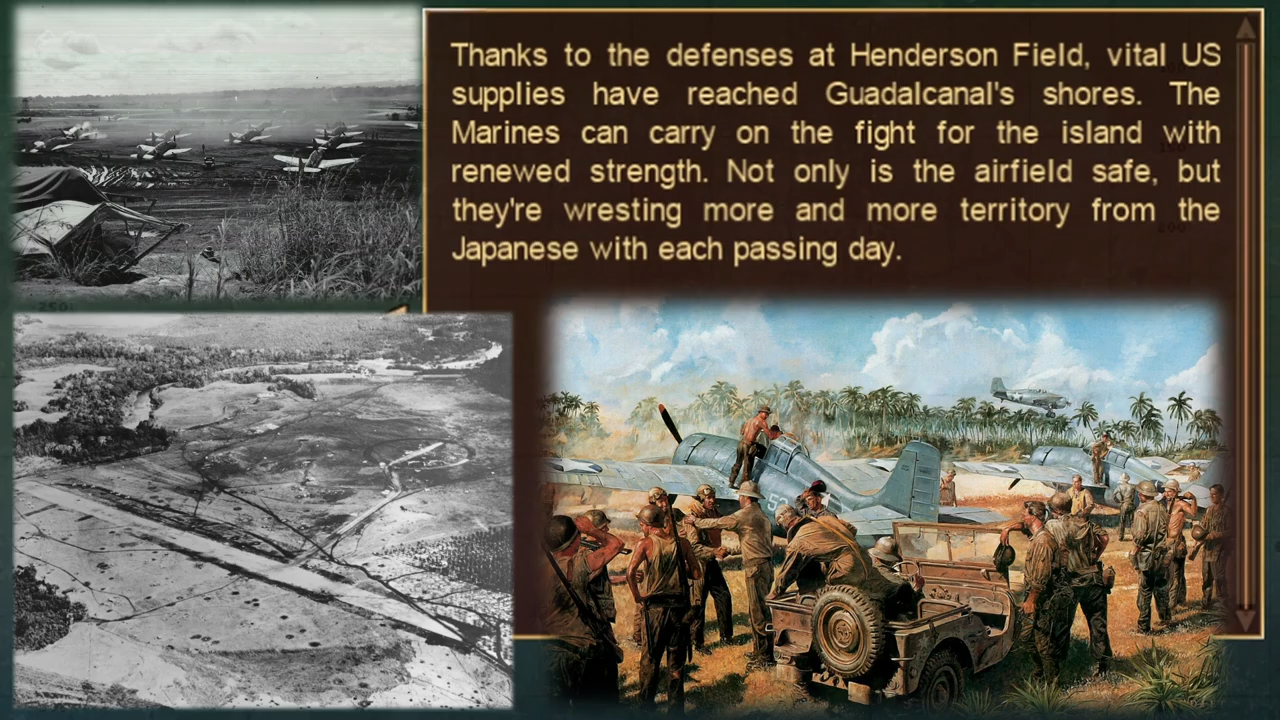 Thanks to the defenses at Henderson Field, vital US
supplies have reached Guadalcanal's shores. The
Marines can carry on the fight for the island with
renewed strength. Not only is the airfield safe, but
they're wresting more and more territory from the
Japanese with each passing day.